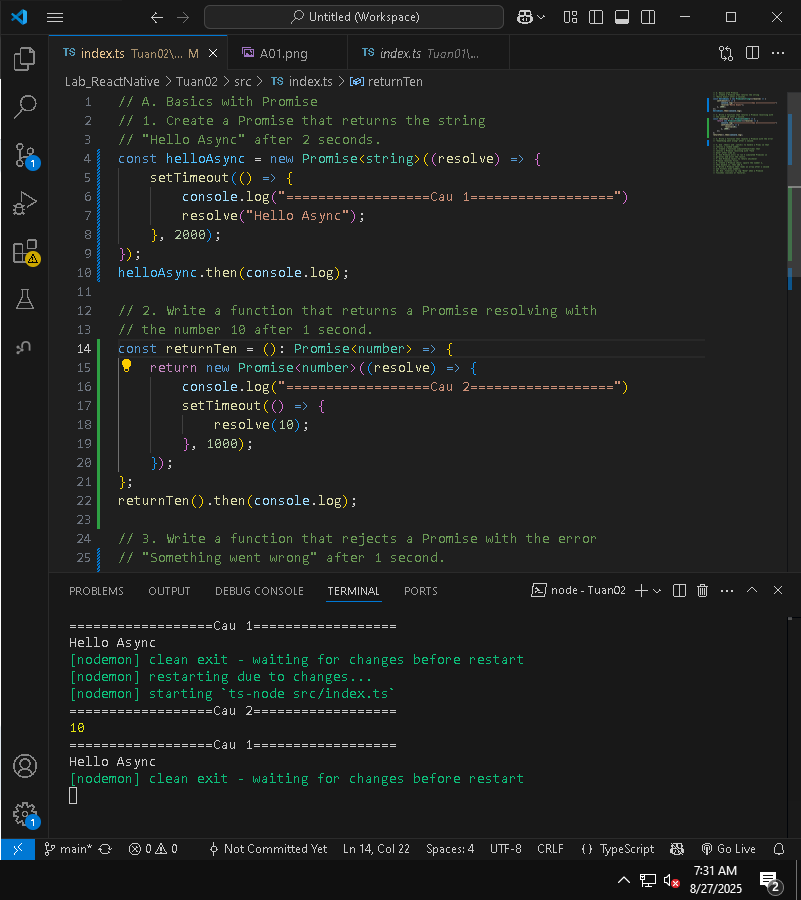 Untitled (Workspace)
TS index.ts Tuan02\... M
A01.png
TS index.ts Tuan01\...
Lab_ReactNative > Tuan02 > src > TS index.ts > returnTen
1 // A. Basics with Promise
2 // 1. Create a Promise that returns the string
3 // "Hello Async" after 2 seconds.
4 const helloAsync = new Promise<string>((resolve) => {
5 setTimeout(() => {
6 console.log("==================Cau 1==================")
7 resolve("Hello Async");
8 }, 2000);
9 });
10 helloAsync.then(console.log);
11
12 // 2. Write a function that returns a Promise resolving with
13 // the number 10 after 1 second.
14 const returnTen = (): Promise<number> => {
15 return new Promise<number>((resolve) => {
16 console.log("==================Cau 2==================")
17 setTimeout(() => {
18 resolve(10);
19 }, 1000);
20 });
21 };
22 returnTen().then(console.log);
23
24 // 3. Write a function that rejects a Promise with the error
25 // "Something went wrong" after 1 second.
1
PROBLEMS OUTPUT DEBUG CONSOLE TERMINAL PORTS
node - Tuan02
==================Cau 1==================
Hello Async
[nodemon] clean exit - waiting for changes before restart
[nodemon] restarting due to changes...
[nodemon] starting `ts-node src/index.ts`
==================Cau 2==================
10
==================Cau 1==================
Hello Async
[nodemon] clean exit - waiting for changes before restart
1
main* 0 0 Not Committed Yet Ln 14, Col 22 Spaces: 4 UTF-8 CRLF {} TypeScript Go Live
7:31 AM
8/27/2025
2